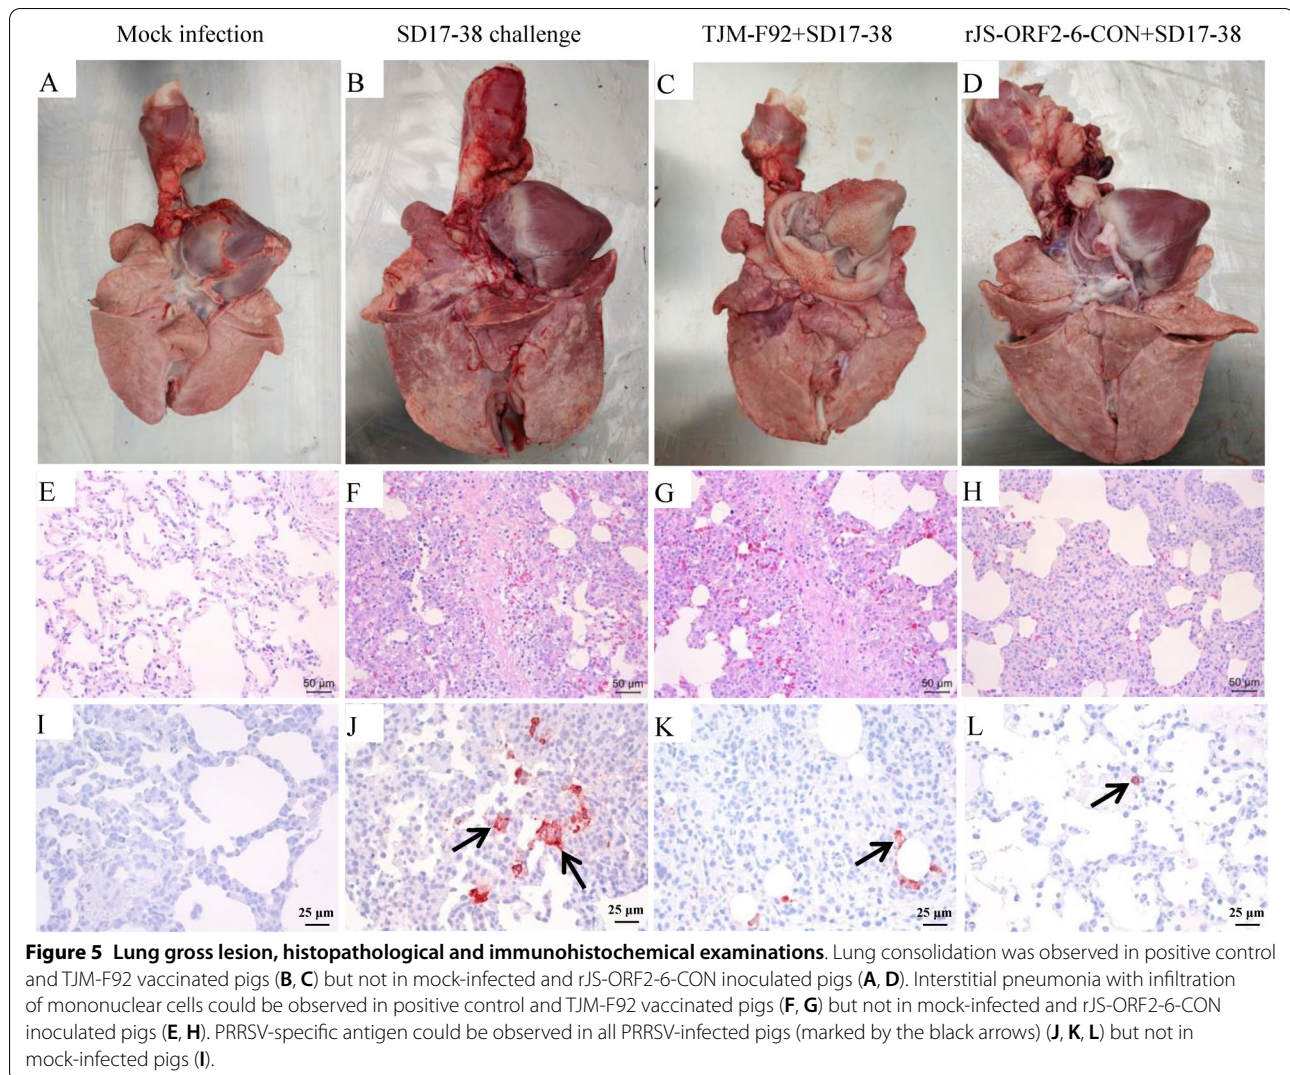 Mock infection
SD17-38 challenge
TJM-F92+SD17-38
rJS-ORF2-6-CON+SD17-38
A
B
C
D
E
F
G
H
50 µm
50 µm
50 µm
50 µm
I
J
K
L
25 µm
25 µm
25 µm
25 µm
Figure 5 Lung gross lesion, histopathological and immunohistochemical examinations. Lung consolidation was observed in positive control
and TJM-F92 vaccinated pigs (B, C) but not in mock-infected and rJS-ORF2-6-CON inoculated pigs (A, D). Interstitial pneumonia with infiltration
of mononuclear cells could be observed in positive control and TJM-F92 vaccinated pigs (F, G) but not in mock-infected and rJS-ORF2-6-CON
inoculated pigs (E, H). PRRSV-specific antigen could be observed in all PRRSV-infected pigs (marked by the black arrows) (J, K, L) but not in
mock-infected pigs (I).